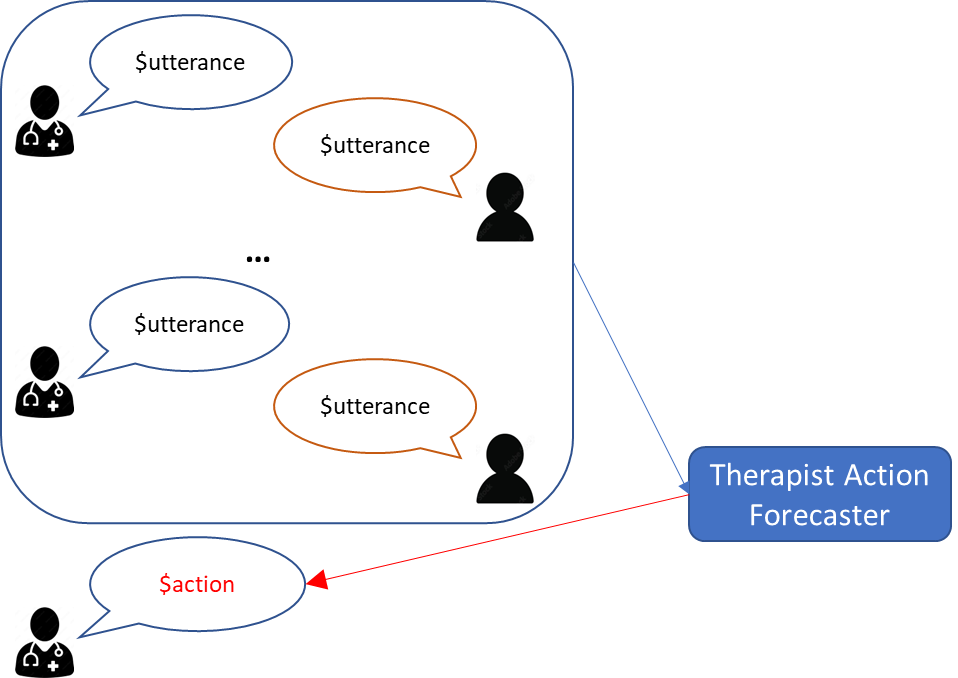 $utterance
$utterance
...
$utterance
$utterance
Therapist Action
Forecaster
$action